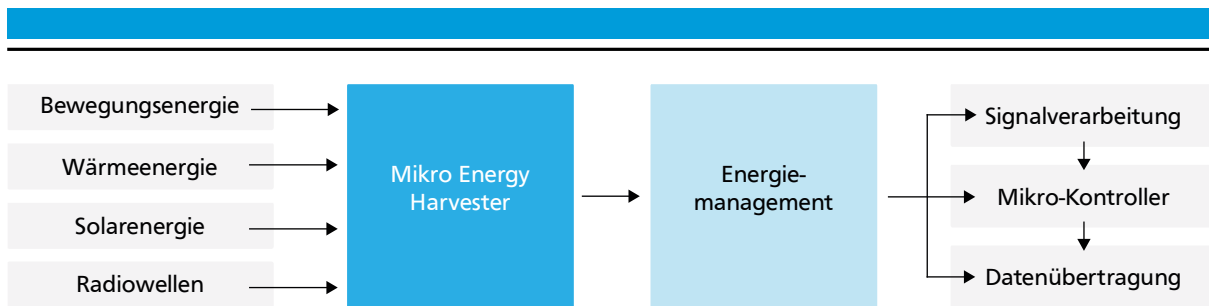 Bewegungsenergie
Wärmeenergie
Solarenergie
Radiowellen
Mikro Energy
Harvester
Energie-
management
Signalverarbeitung
Mikro-Kontroller
Datenübertragung